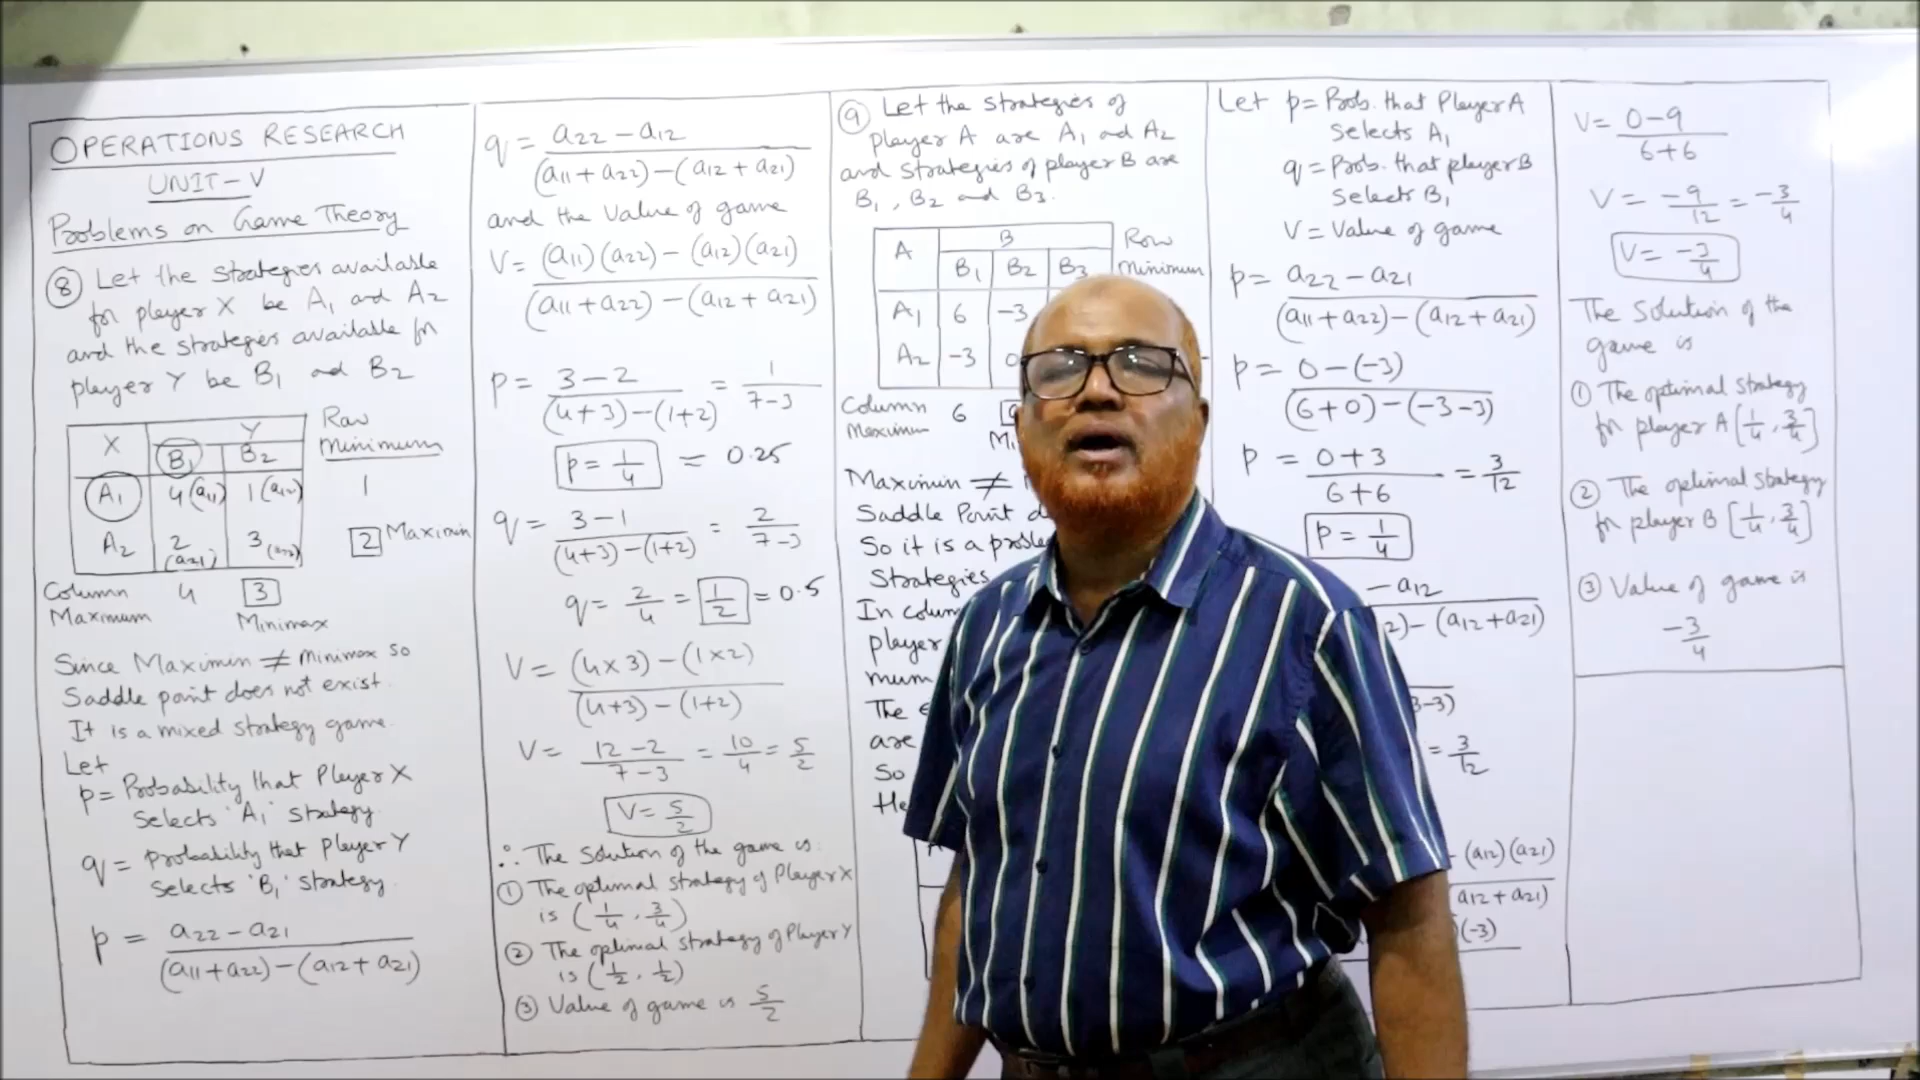 OPERATIONS RESEARCH
UNIT-V
Problems on Game Theory
⑧ Let the strategies available
for player X be A₁ and A₂
and the strategies available for
player Y be B₁ and B₂
X Y Row Minimum
B₁ B₂
A₁ 4(a₁₁) 1(a₁₂) 1
A₂ 2(a₂₁) 3(a₂₂) 2 Maximin
Column Maximum 4 3
Minimax
Since Maximin ≠ minimax so
Saddle point does not exist.
It is a mixed strategy game.
Let
p = Probability that Player X
Selects 'A₁' strategy.
q = Probability that player Y
selects 'B₁' strategy.
p = a₂₂ - a₂₁ / (a₁₁ + a₂₂) - (a₁₂ + a₂₁)
q = a₂₂ - a₁₂ / (a₁₁ + a₂₂) - (a₁₂ + a₂₁)
and the value of game
V = (a₁₁)(a₂₂) - (a₁₂)(a₂₁) / (a₁₁ + a₂₂) - (a₁₂ + a₂₁)
p = 3-2 / (4+3)-(1+2) = 1 / 7-3
p = 1/4 = 0.25
q = 3-1 / (4+3)-(1+2) = 2 / 7-3
q = 2/4 = 1/2 = 0.5
V = (4×3)-(1×2) / (4+3)-(1+2)
V = 12-2 / 7-3 = 10/4 = 5/2
V = 5/2
∴ The solution of the game is:
① The optimal strategy of Player X
is (1/4, 3/4)
② The optimal strategy of Player Y
is (1/2, 1/2)
③ Value of game is 5/2
⑨ Let the strategies of
player A are A₁ and A₂
and strategies of player B are
B₁, B₂ and B₃.
A B Row Minimum
B₁ B₂ B₃
A₁ 6 -3
A₂ -3 0
Column Maximum 6
Maximin ≠
Saddle Point
So it is a
Strategies
In
player
The
are
So
Let p = Prob. that Player A
selects A₁
q = Prob. that player B
Selects B₁
V = Value of game
p = a₂₂ - a₂₁ / (a₁₁ + a₂₂) - (a₁₂ + a₂₁)
p = 0-(-3) / (6+0)-(-3-3)
p = 0+3 / 6+6 = 3/12
p = 1/4
- a₁₂
2) - (a₁₂ + a₂₁)
3-3)
= 3/12
- (a₁₂)(a₂₁)
a₁₂ + a₂₁)
(-3)
V = 0-9 / 6+6
V = -9/12 = -3/4
V = -3/4
The solution of the
game is
① The optimal strategy
for player A [1/4, 3/4]
② The optimal strategy
for player B [1/4, 3/4]
③ Value of game is
-3/4